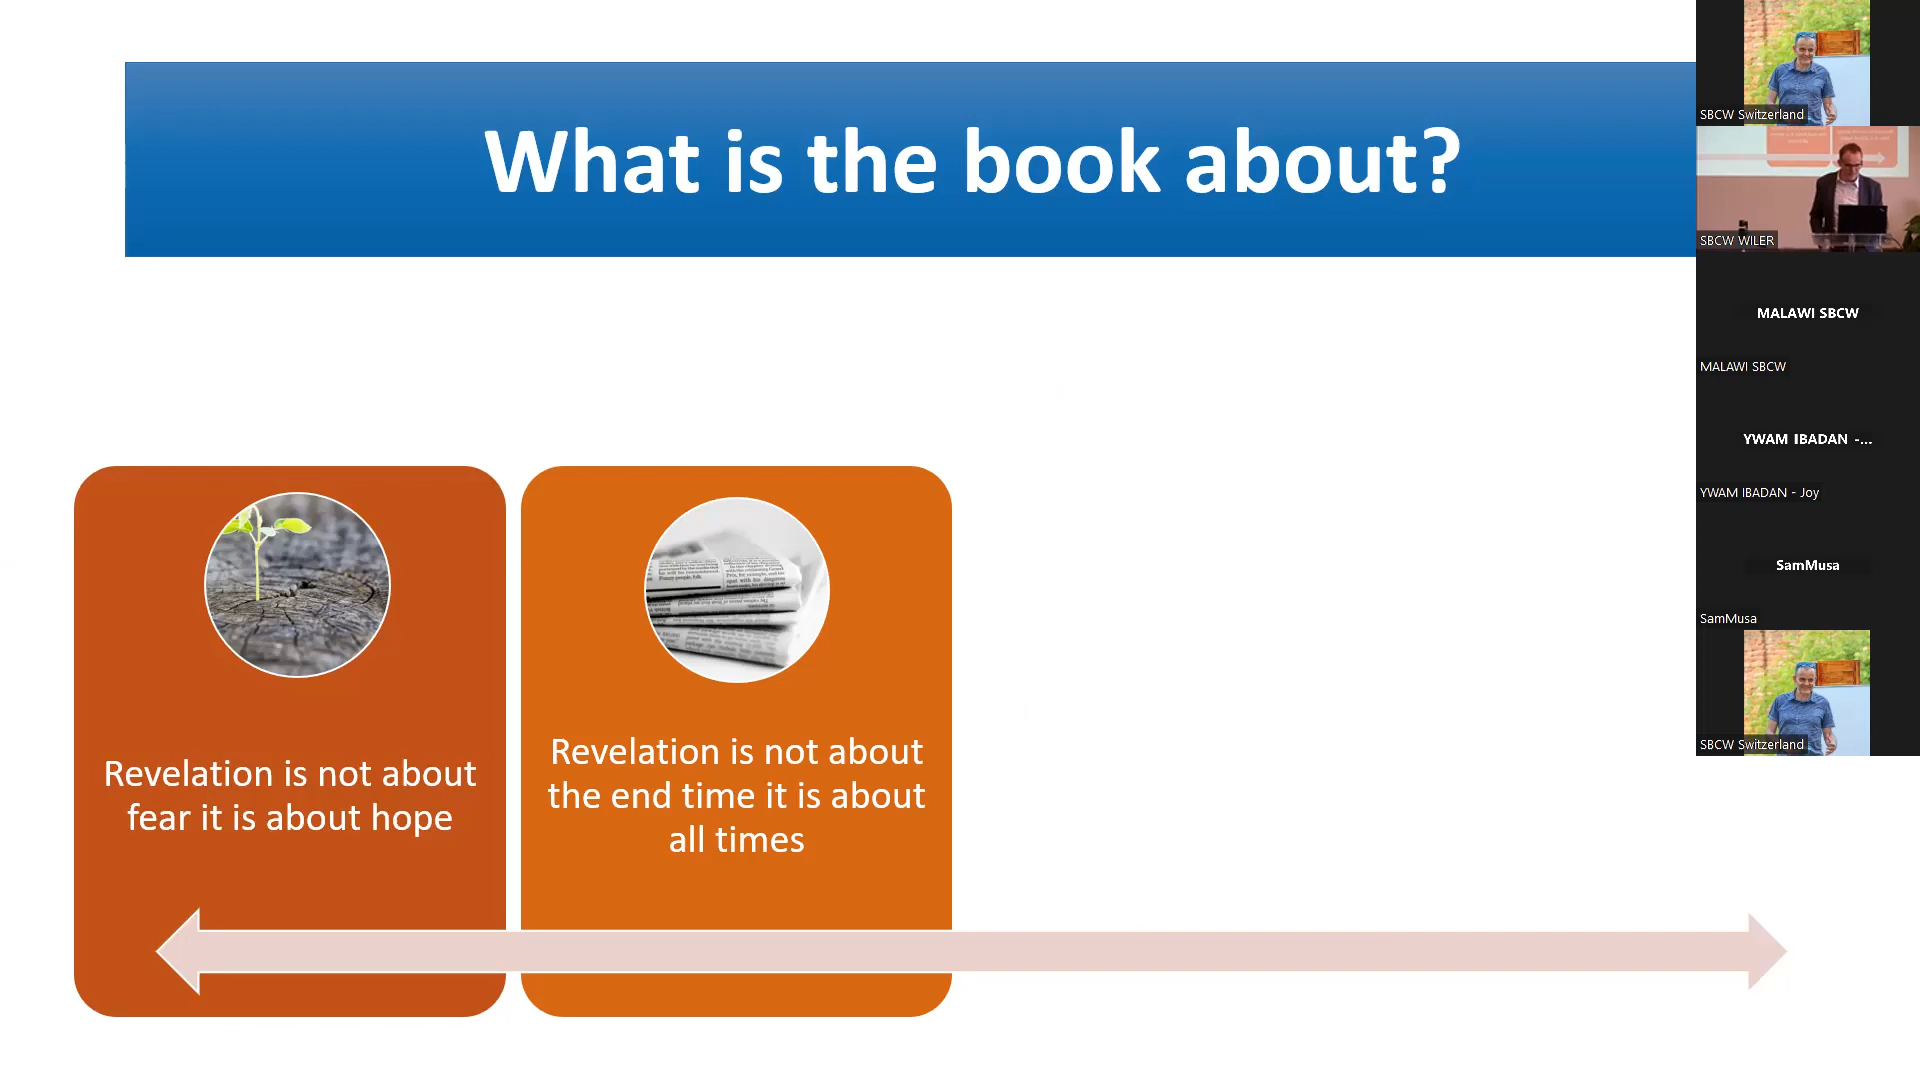 What is the book about?
Revelation is not about
fear it is about hope
Revelation is not about
the end time it is about
all times
SBCW Switzerland
SBCW WILER
MALAWI SBCW
MALAWI SBCW
YWAM IBADAN -...
YWAM IBADAN - Joy
SamMusa
SamMusa
SBCW Switzerland